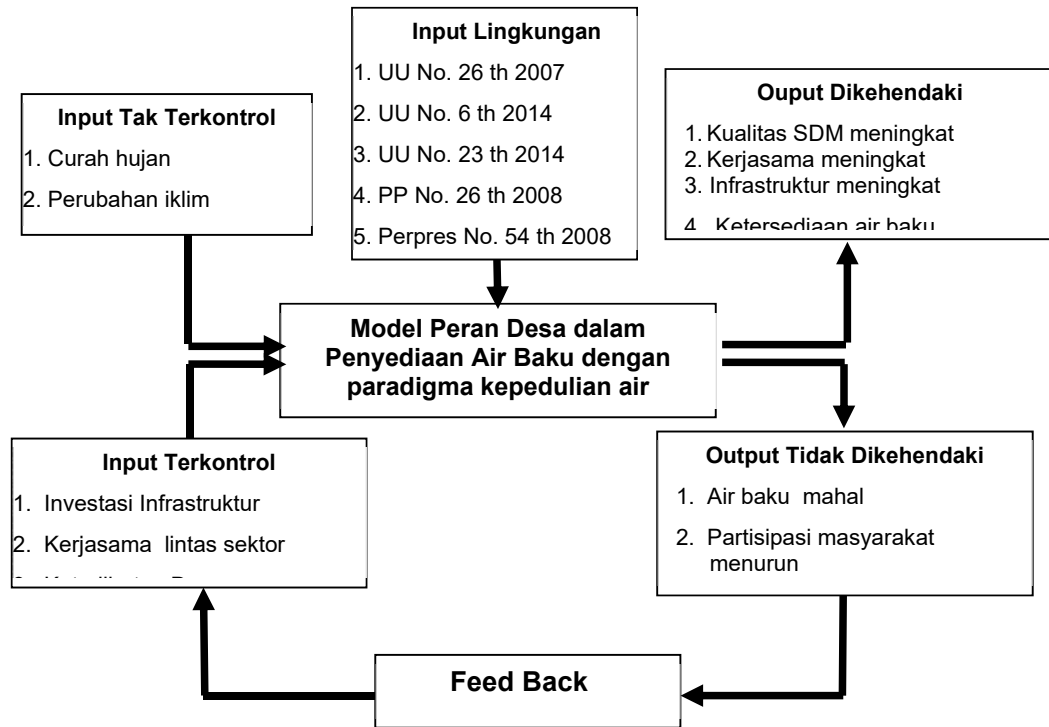 Input Lingkungan
1. UU No. 26 th 2007
2. UU No. 6 th 2014
3. UU No. 23 th 2014
4. PP No. 26 th 2008
5. Perpres No. 54 th 2008
Input Tak Terkontrol
1. Curah hujan
2. Perubahan iklim
Ouput Dikehendaki
1. Kualitas SDM meningkat
2. Kerjasama meningkat
3. Infrastruktur meningkat
4. Ketersediaan air baku
Model Peran Desa dalam
Penyediaan Air Baku dengan
paradigma kepedulian air
Input Terkontrol
1. Investasi Infrastruktur
2. Kerjasama lintas sektor
Output Tidak Dikehendaki
1. Air baku mahal
2. Partisipasi masyarakat
menurun
Feed Back